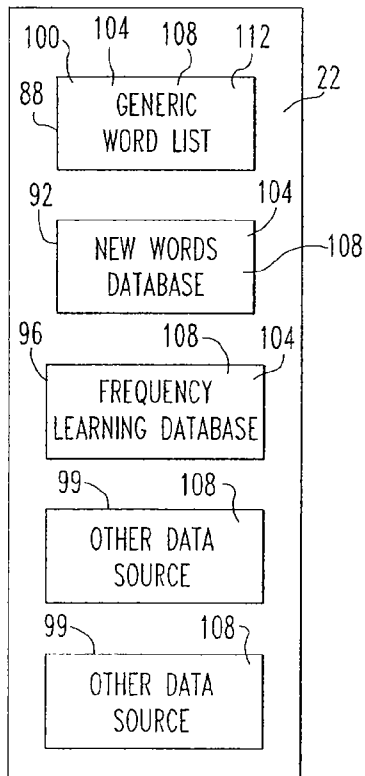 100 104 108 112
88 GENERIC 22
WORD LIST
92 104
NEW WORDS 108
DATABASE
96 108 104
FREQUENCY
LEARNING DATABASE
99 108
OTHER DATA
SOURCE
99 108
OTHER DATA
SOURCE